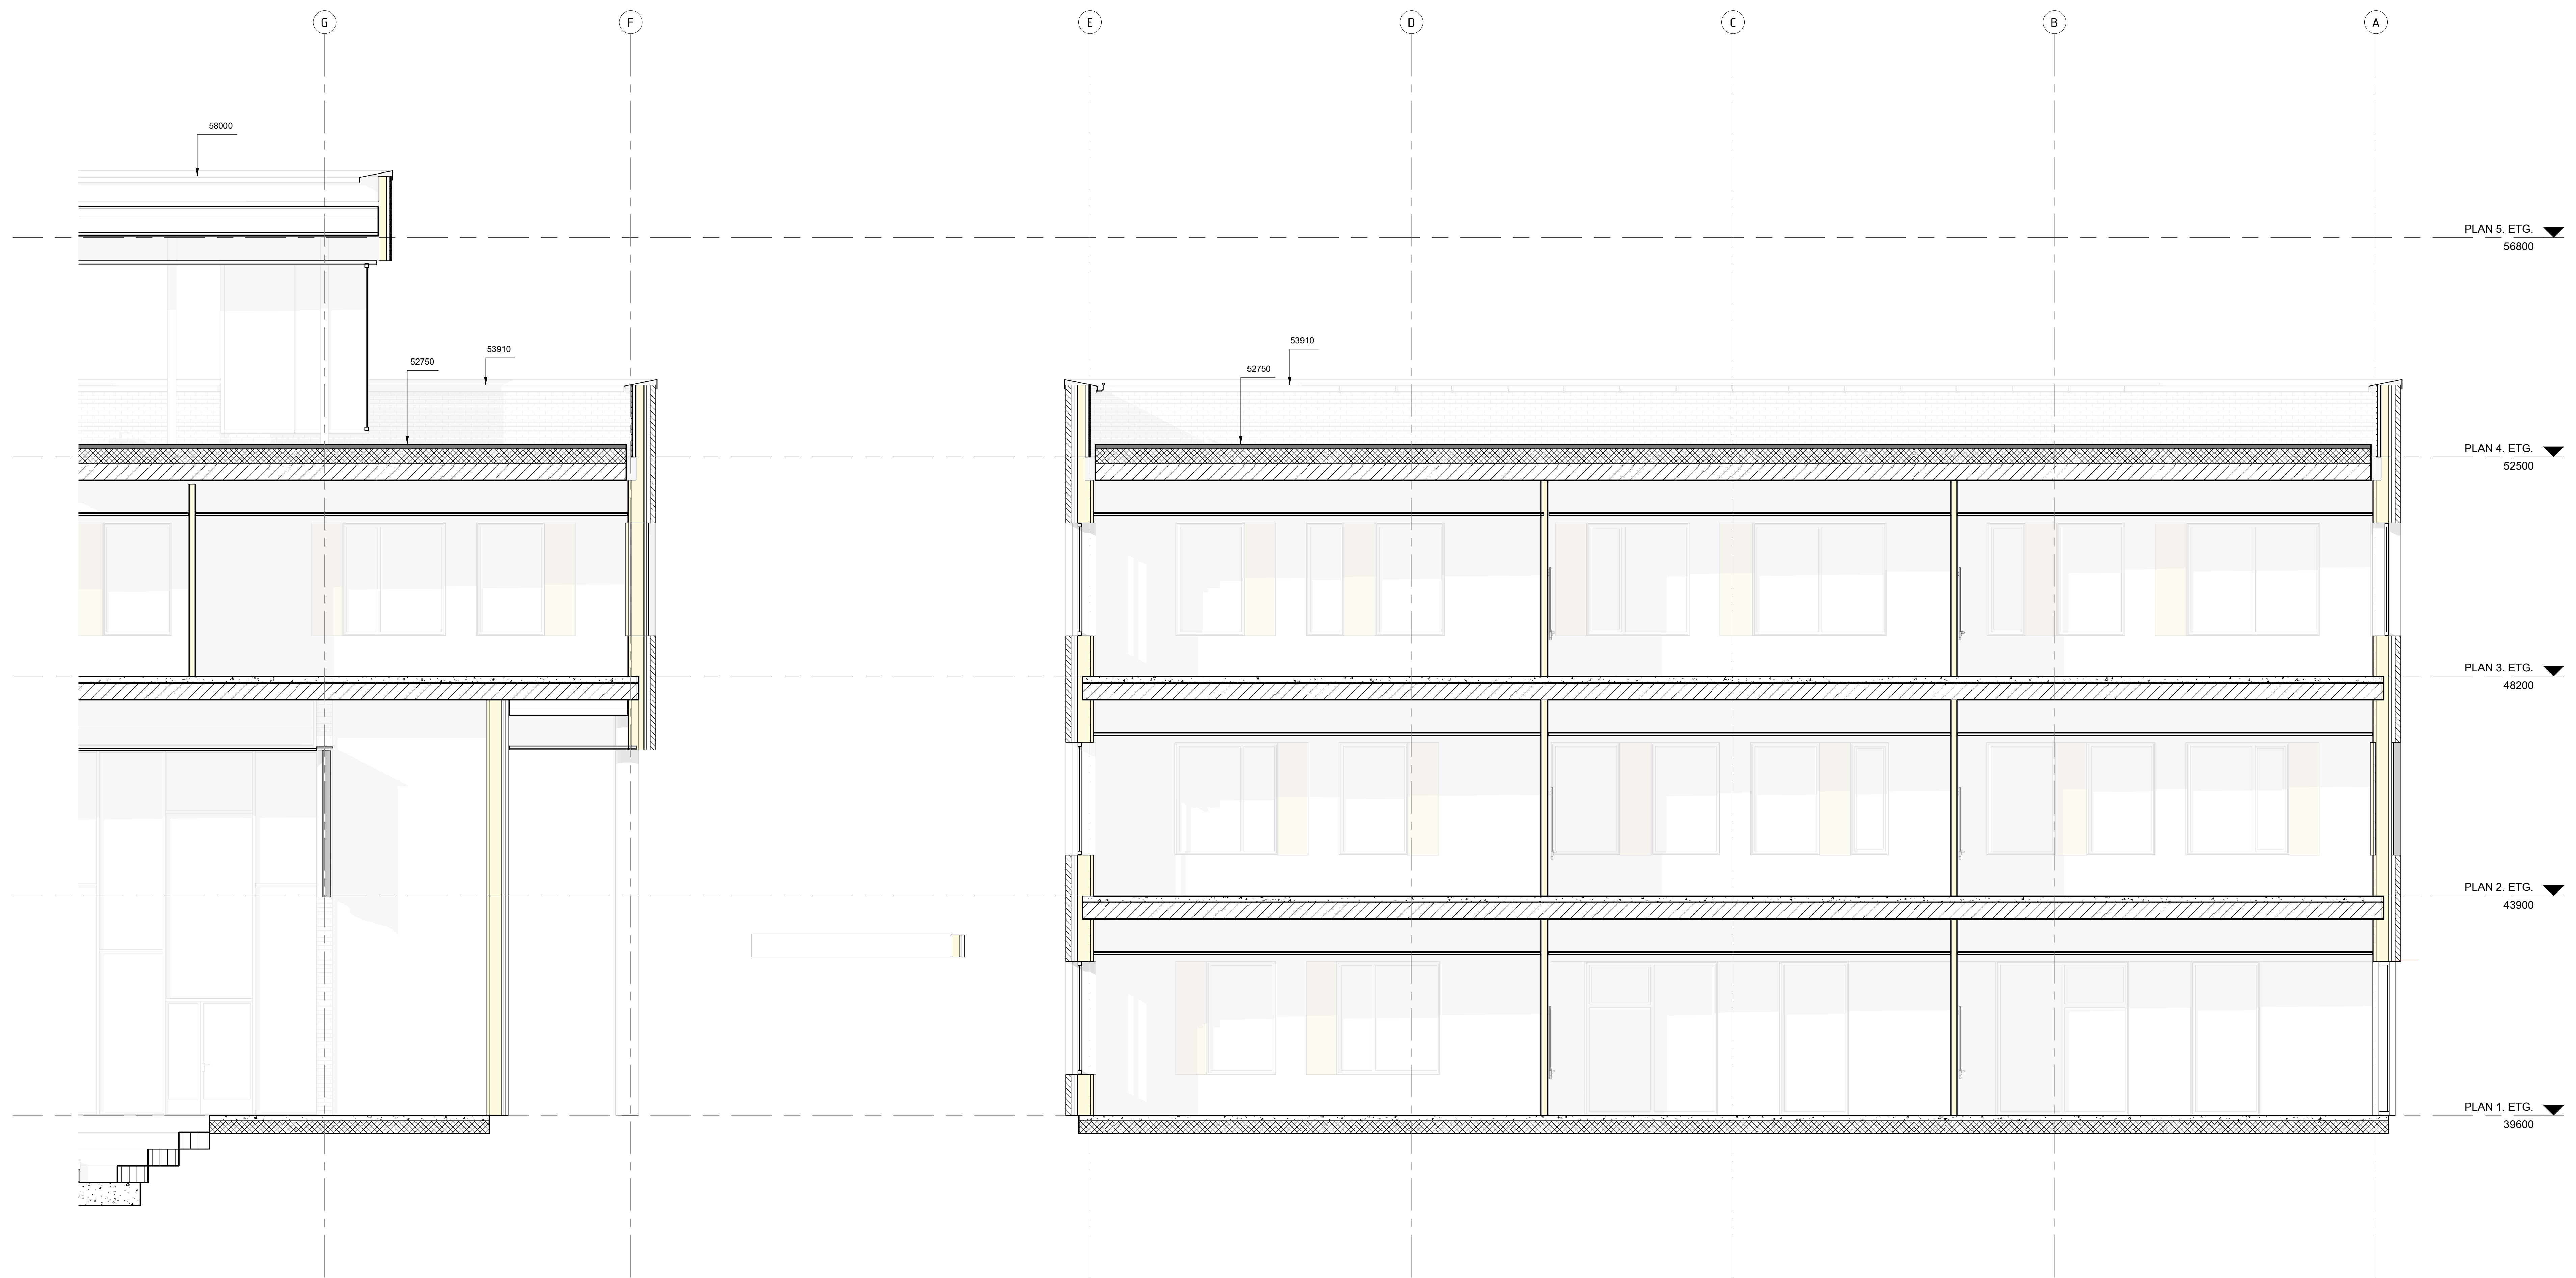 G F E D C B A
58000
PLAN 5. ETG.
56800
53910
52750
53910
52750
PLAN 4. ETG.
52500
PLAN 3. ETG.
48200
PLAN 2. ETG.
43900
PLAN 1. ETG.
39600